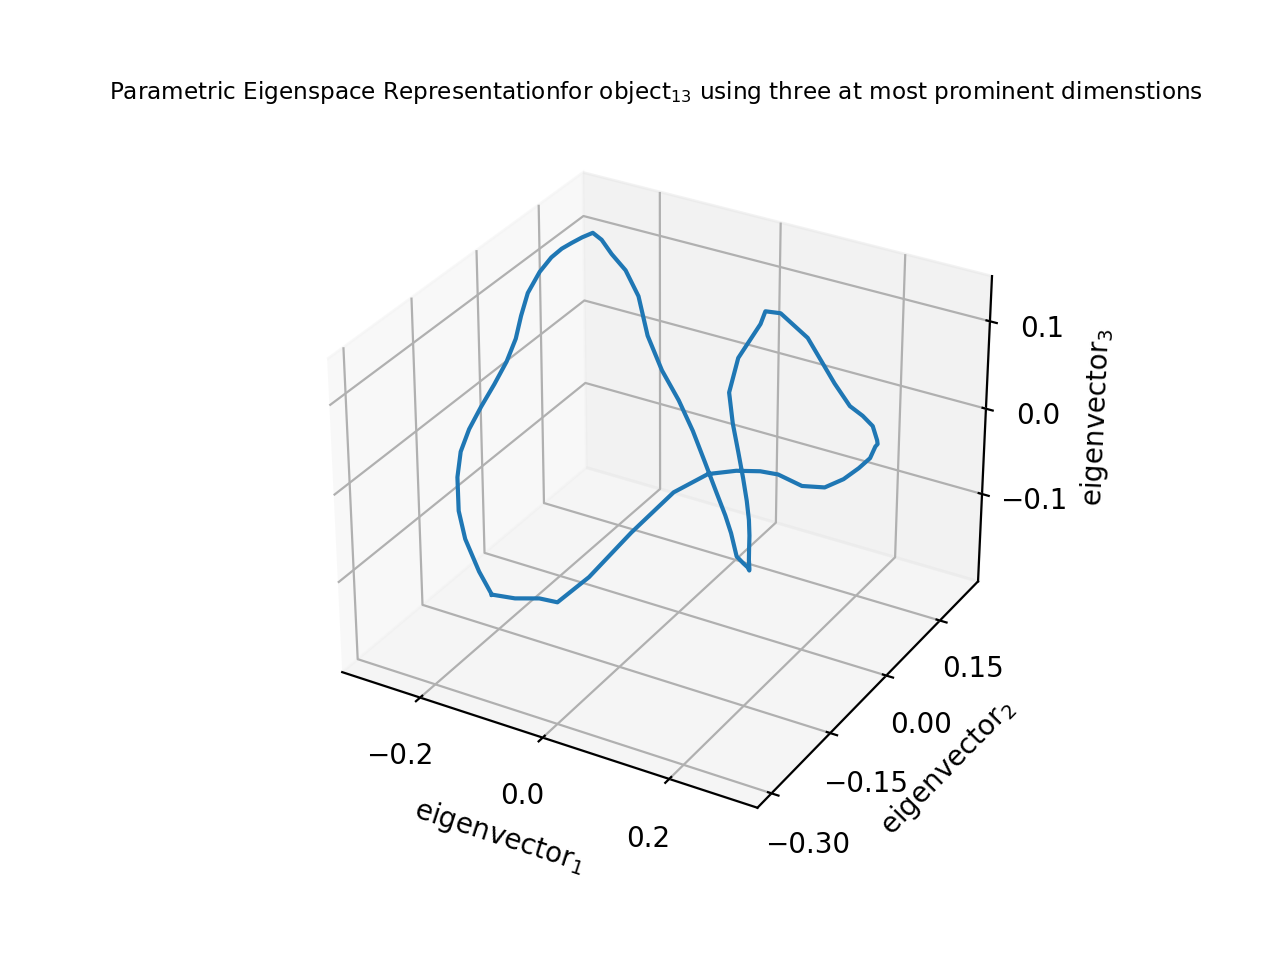 Parametric Eigenspace Representationfor object₁₃ using three at most prominent dimenstions
0.1
0.0
−0.1
eigenvector₃
0.15
0.00
−0.15
−0.30
eigenvector₂
−0.2
0.0
0.2
eigenvector₁